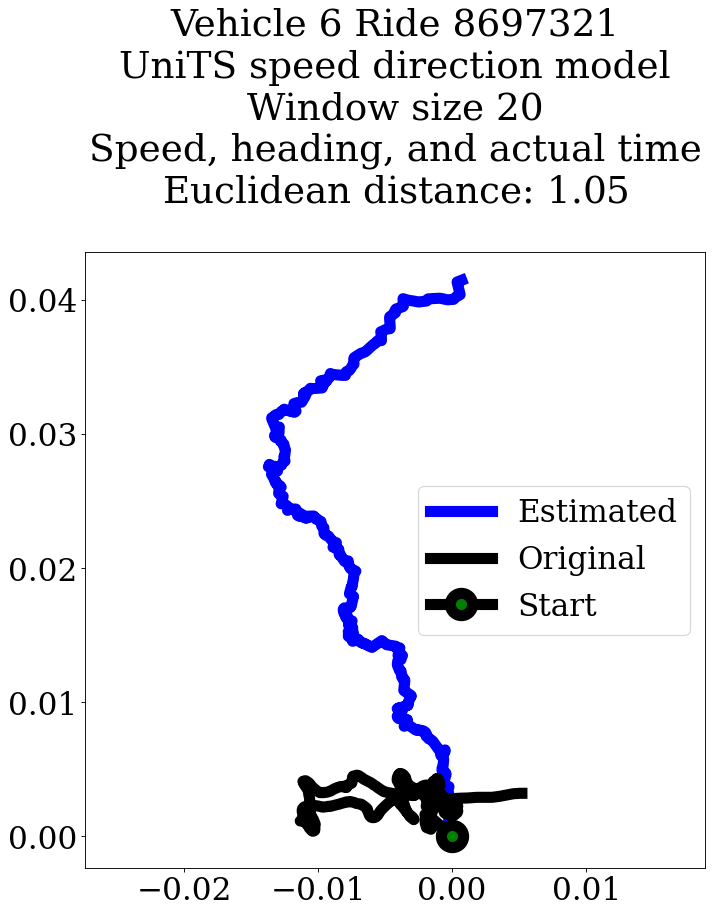 Vehicle 6 Ride 8697321
UniTS speed direction model
Window size 20
Speed, heading, and actual time
Euclidean distance: 1.05
0.04
0.03
0.02
0.01
0.00
Estimated
Original
Start
−0.02 −0.01 0.00 0.01